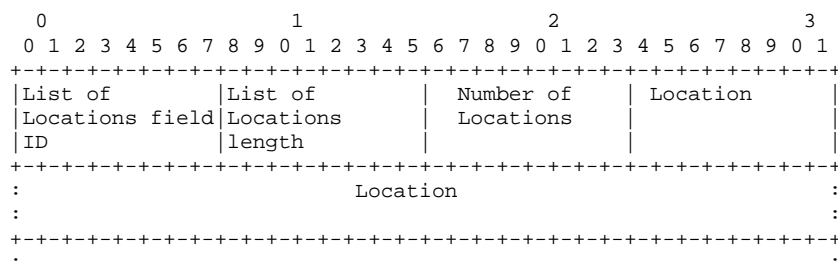 0                   1                   2                   3
0 1 2 3 4 5 6 7 8 9 0 1 2 3 4 5 6 7 8 9 0 1 2 3 4 5 6 7 8 9 0 1
+-+-+-+-+-+-+-+-+-+-+-+-+-+-+-+-+-+-+-+-+-+-+-+-+-+-+-+-+-+-+-+-+
|List of        |List of        |  Number of    | Location      |
|Locations field|Locations      |  Locations    |               |
|ID             |length         |               |               |
+-+-+-+-+-+-+-+-+-+-+-+-+-+-+-+-+-+-+-+-+-+-+-+-+-+-+-+-+-+-+-+-+
:                          Location                             :
:                                                               :
+-+-+-+-+-+-+-+-+-+-+-+-+-+-+-+-+-+-+-+-+-+-+-+-+-+-+-+-+-+-+-+-+
.                                                               .